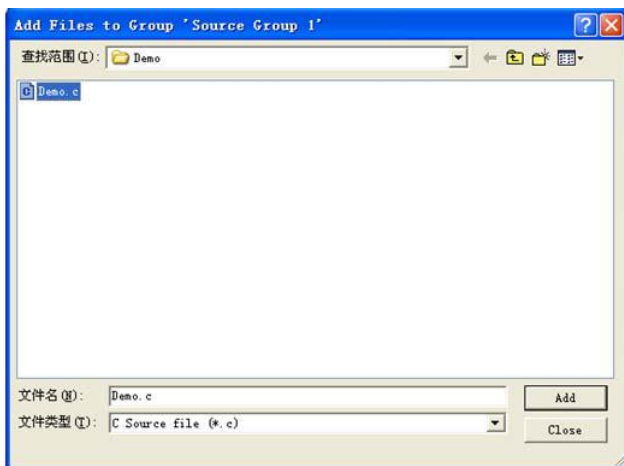 Add Files to Group 'Source Group 1'
查找范围(I): Demo
Demo.c
文件名(N): Demo.c Add
文件类型(T): C Source file (*.c) Close